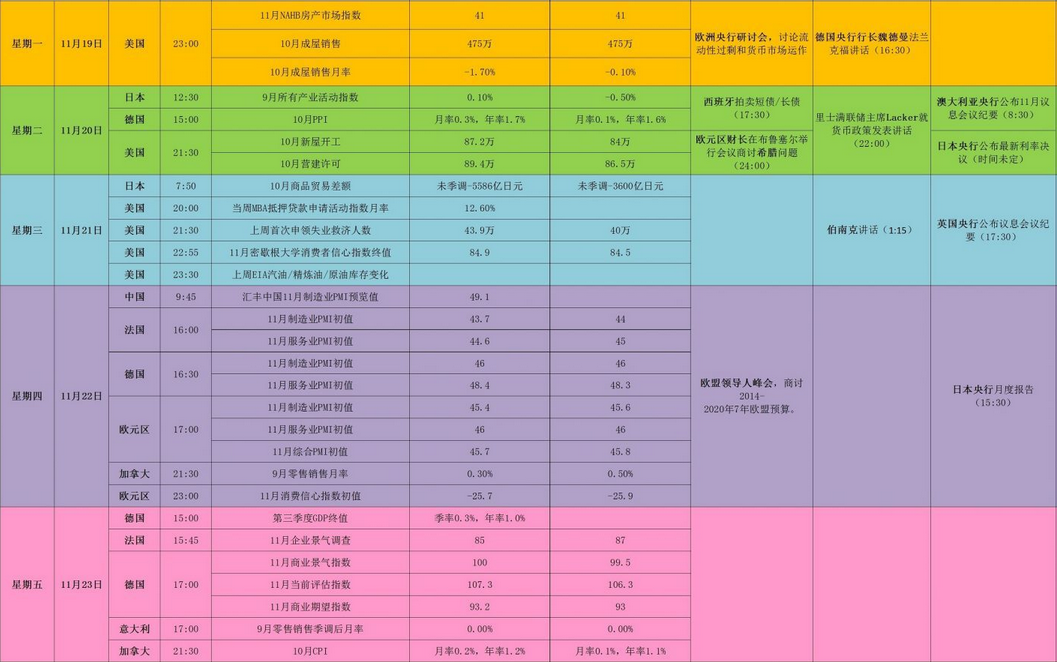 星期一 11月19日 美国 23:00 11月NAHB房产市场指数 41 41
10月成屋销售 475万 475万
10月成屋销售月率 -1.70% -0.10%
欧洲央行研讨会，讨论流
动性过剩和货币市场运作
德国央行行长魏德曼法兰
克福讲话（16:30）
星期二 11月20日 日本 12:30 9月所有产业活动指数 0.10% -0.50%
德国 15:00 10月PPI 月率0.3%，年率1.7% 月率0.1%，年率1.6%
美国 21:30 10月新屋开工 87.2万 84万
10月营建许可 89.4万 86.5万
西班牙拍卖短债/长债
（17:30）
欧元区财长在布鲁塞尔举
行会议商讨希腊问题
（24:00）
里士满联储主席Lacker就
货币政策发表讲话
（22:00）
澳大利亚央行公布11月议
息会议纪要（8:30）
日本央行公布最新利率决
议（时间未定）
星期三 11月21日 日本 7:50 10月商品贸易差额 未季调-5586亿日元 未季调-3600亿日元
美国 20:00 当周MBA抵押贷款申请活动指数月率 12.60%
美国 21:30 上周首次申领失业救济人数 43.9万 40万
美国 22:55 11月密歇根大学消费者信心指数终值 84.9 84.5
美国 23:30 上周EIA汽油/精炼油/原油库存变化
伯南克讲话（1:15）
英国央行公布议息会议纪
要（17:30）
星期四 11月22日 中国 9:45 汇丰中国11月制造业PMI预览值 49.1
法国 16:00 11月制造业PMI初值 43.7 44
11月服务业PMI初值 44.6 45
德国 16:30 11月制造业PMI初值 46 46
11月服务业PMI初值 48.4 48.3
欧元区 17:00 11月制造业PMI初值 45.4 45.6
11月服务业PMI初值 46 46
11月综合PMI初值 45.7 45.8
加拿大 21:30 9月零售销售月率 0.30% 0.50%
欧元区 23:00 11月消费信心指数初值 -25.7 -25.9
欧盟领导人峰会，商讨
2014-
2020年7年欧盟预算。
日本央行月度报告
（15:30）
星期五 11月23日 德国 15:00 第三季度GDP终值 季率0.3%，年率1.0%
法国 15:45 11月企业景气调查 85 87
德国 17:00 11月商业景气指数 100 99.5
11月当前评估指数 107.3 106.3
11月商业期望指数 93.2 93
意大利 17:00 9月零售销售季调后月率 0.00% 0.00%
加拿大 21:30 10月CPI 月率0.2%，年率1.2% 月率0.1%，年率1.1%